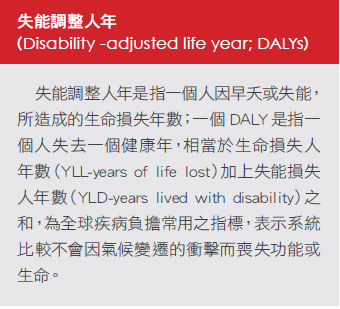 失能調整人年
(Disability -adjusted life year; DALYs)
失能調整人年是指一個人因早夭或失能，
所造成的生命損失年數；一個 DALY 是指一
個人失去一個健康年，相當於生命損失人
年數（YLL-years of life lost）加上失能損失
人年數（YLD-years lived with disability）之
和，為全球疾病負擔常用之指標，表示系統
比較不會因氣候變遷的衝擊而喪失功能或
生命。